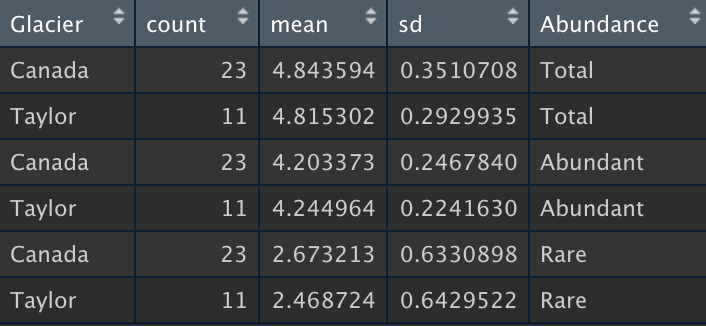 Glacier count mean sd Abundance
Canada 23 4.843594 0.3510708 Total
Taylor 11 4.815302 0.2929935 Total
Canada 23 4.203373 0.2467840 Abundant
Taylor 11 4.244964 0.2241630 Abundant
Canada 23 2.673213 0.6330898 Rare
Taylor 11 2.468724 0.6429522 Rare